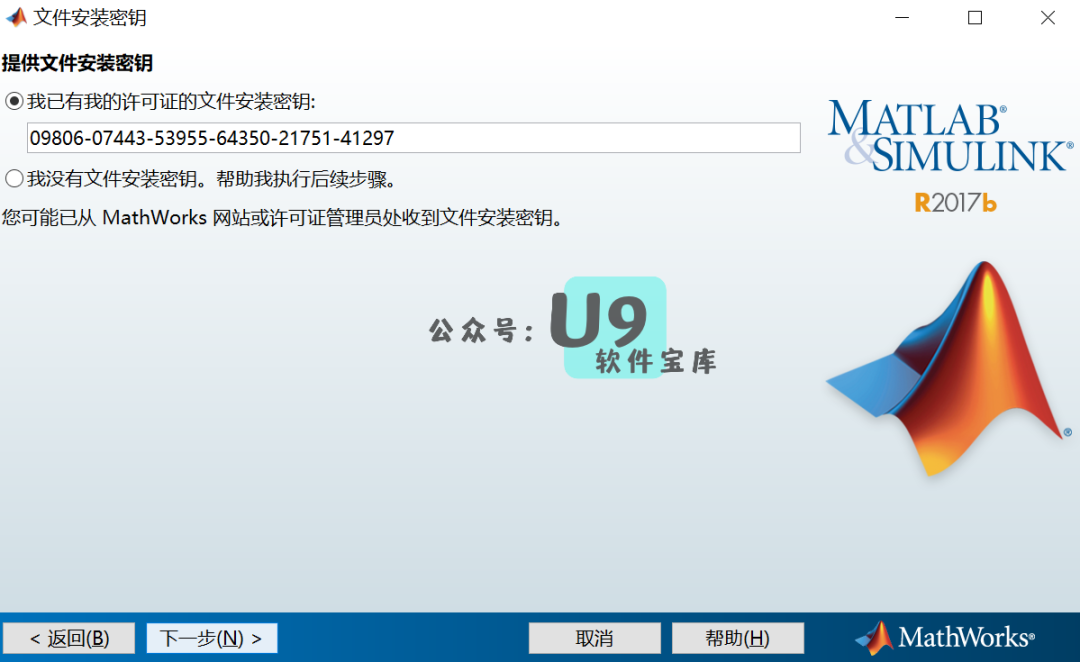 文件安装密钥
提供文件安装密钥
我已有我的许可证的文件安装密钥:
09806-07443-53955-64350-21751-41297
我没有文件安装密钥。帮助我执行后续步骤。
您可能已从 MathWorks 网站或许可证管理员处收到文件安装密钥。
MATLAB®
&SIMULINK®
R2017b
公众号: U9
软件宝库
®
< 返回(B)
下一步(N) >
取消
帮助(H)
MathWorks®